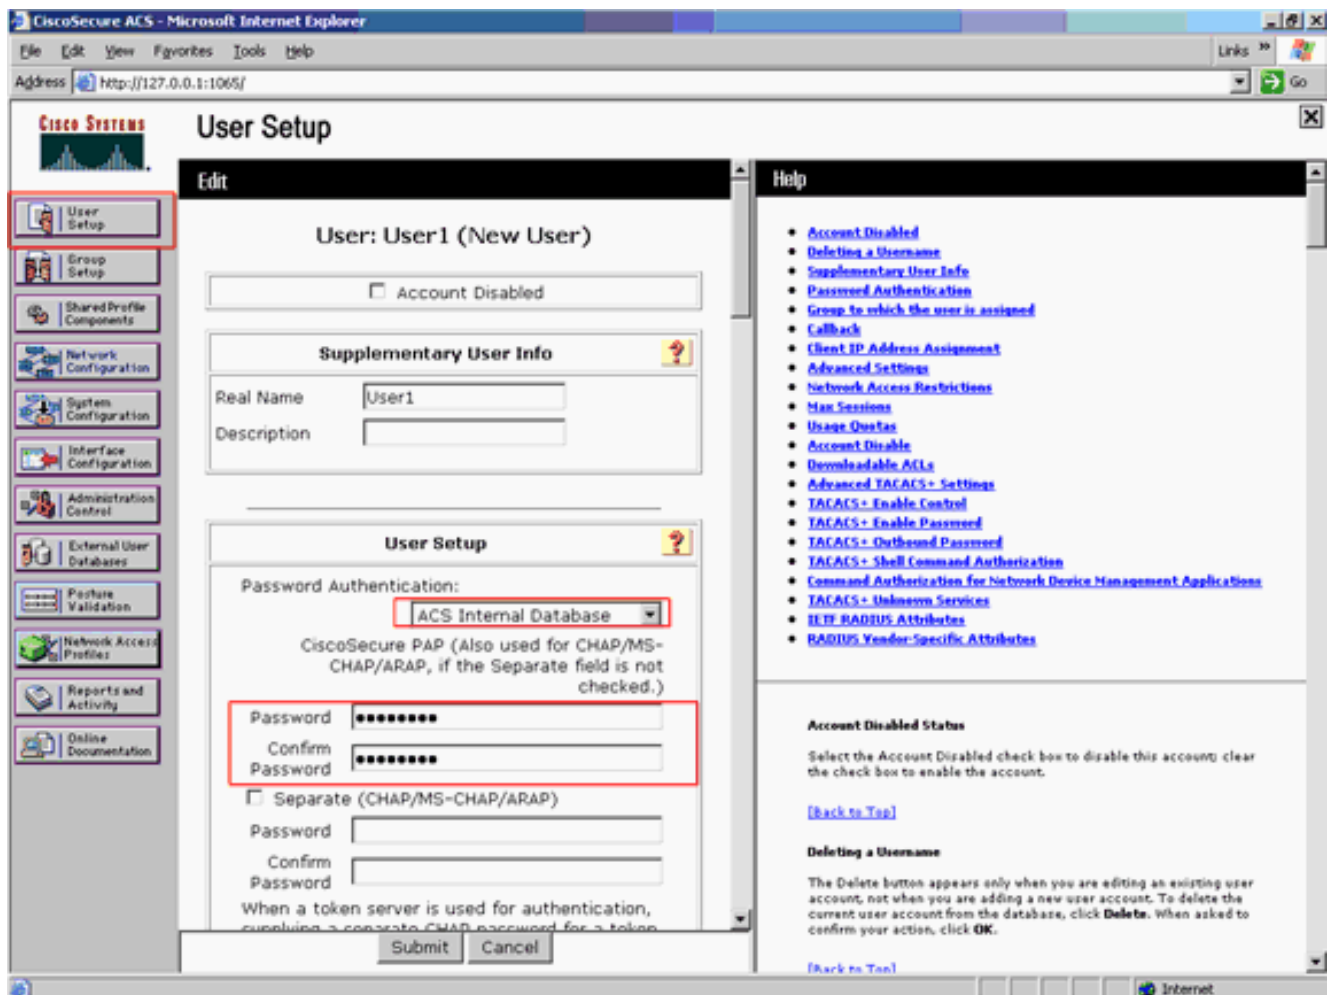 CiscoSecure ACS - Microsoft Internet Explorer
File Edit View Favorites Tools Help
Links »
Address http://127.0.0.1:1065/
Go
CISCO SYSTEMS
User Setup
User
Setup
Group
Setup
Shared Profile
Components
Network
Configuration
System
Configuration
Interface
Configuration
Administration
Control
External User
Databases
Posture
Validation
Network Access
Profiles
Reports and
Activity
Online
Documentation
Edit
User: User1 (New User)
Account Disabled
Supplementary User Info
?
Real Name User1
Description
User Setup
?
Password Authentication:
ACS Internal Database
CiscoSecure PAP (Also used for CHAP/MS-
CHAP/ARAP, if the Separate field is not
checked.)
Password ••••••••
Confirm
Password ••••••••
Separate (CHAP/MS-CHAP/ARAP)
Password
Confirm
Password
When a token server is used for authentication,
supplying a separate CHAP password for a token
Submit Cancel
Help
• Account Disabled
• Deleting a Username
• Supplementary User Info
• Password Authentication
• Group to which the user is assigned
• Callback
• Client IP Address Assignment
• Advanced Settings
• Network Access Restrictions
• Max Sessions
• Usage Quotas
• Account Disable
• Downloadable ACLs
• Advanced TACACS+ Settings
• TACACS+ Enable Control
• TACACS+ Enable Password
• TACACS+ Outbound Password
• TACACS+ Shell Command Authorization
• Command Authorization for Network Device Management Applications
• TACACS+ Unknown Services
• IETF RADIUS Attributes
• RADIUS Vendor-Specific Attributes
Account Disabled Status
Select the Account Disabled check box to disable this account; clear
the check box to enable the account.
[Back to Top]
Deleting a Username
The Delete button appears only when you are editing an existing user
account, not when you are adding a new user account. To delete the
current user account from the database, click Delete. When asked to
confirm your action, click OK.
[Back to Top]
Internet